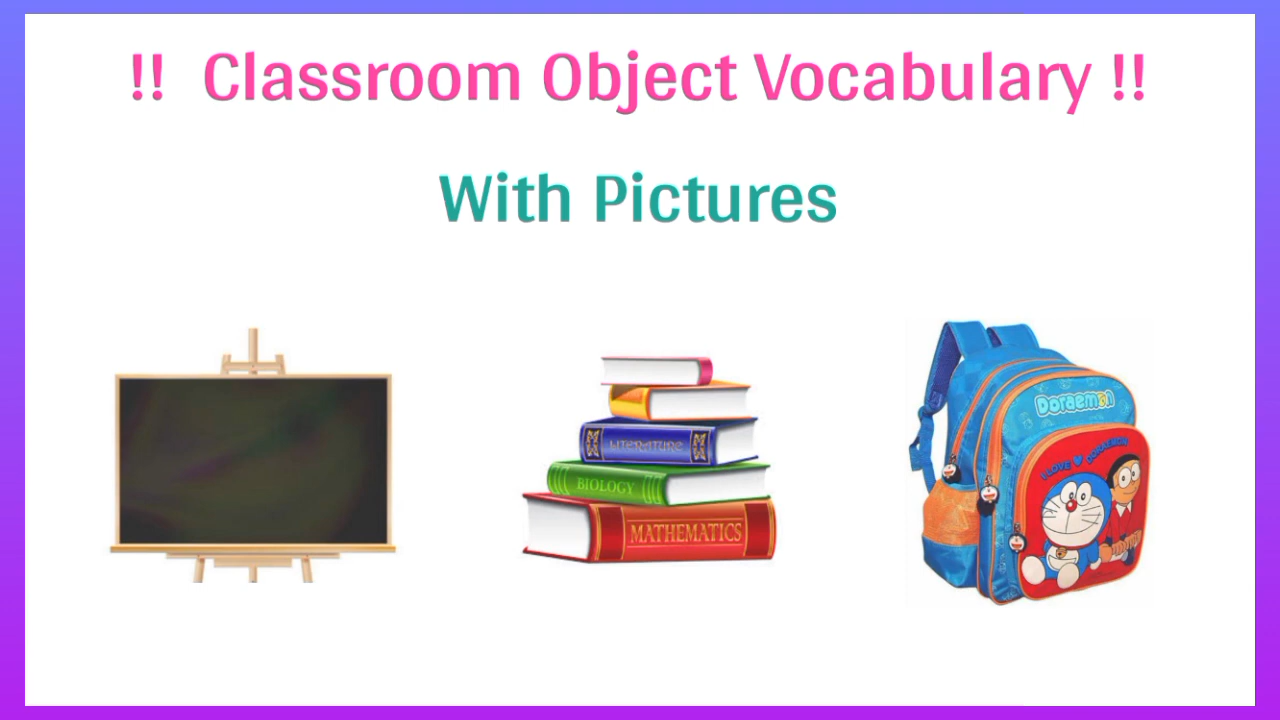 !! Classroom Object Vocabulary !!
With Pictures
LITERATURE
BIOLOGY
MATHEMATICS
Doraemon
I LOVE DORAEMON